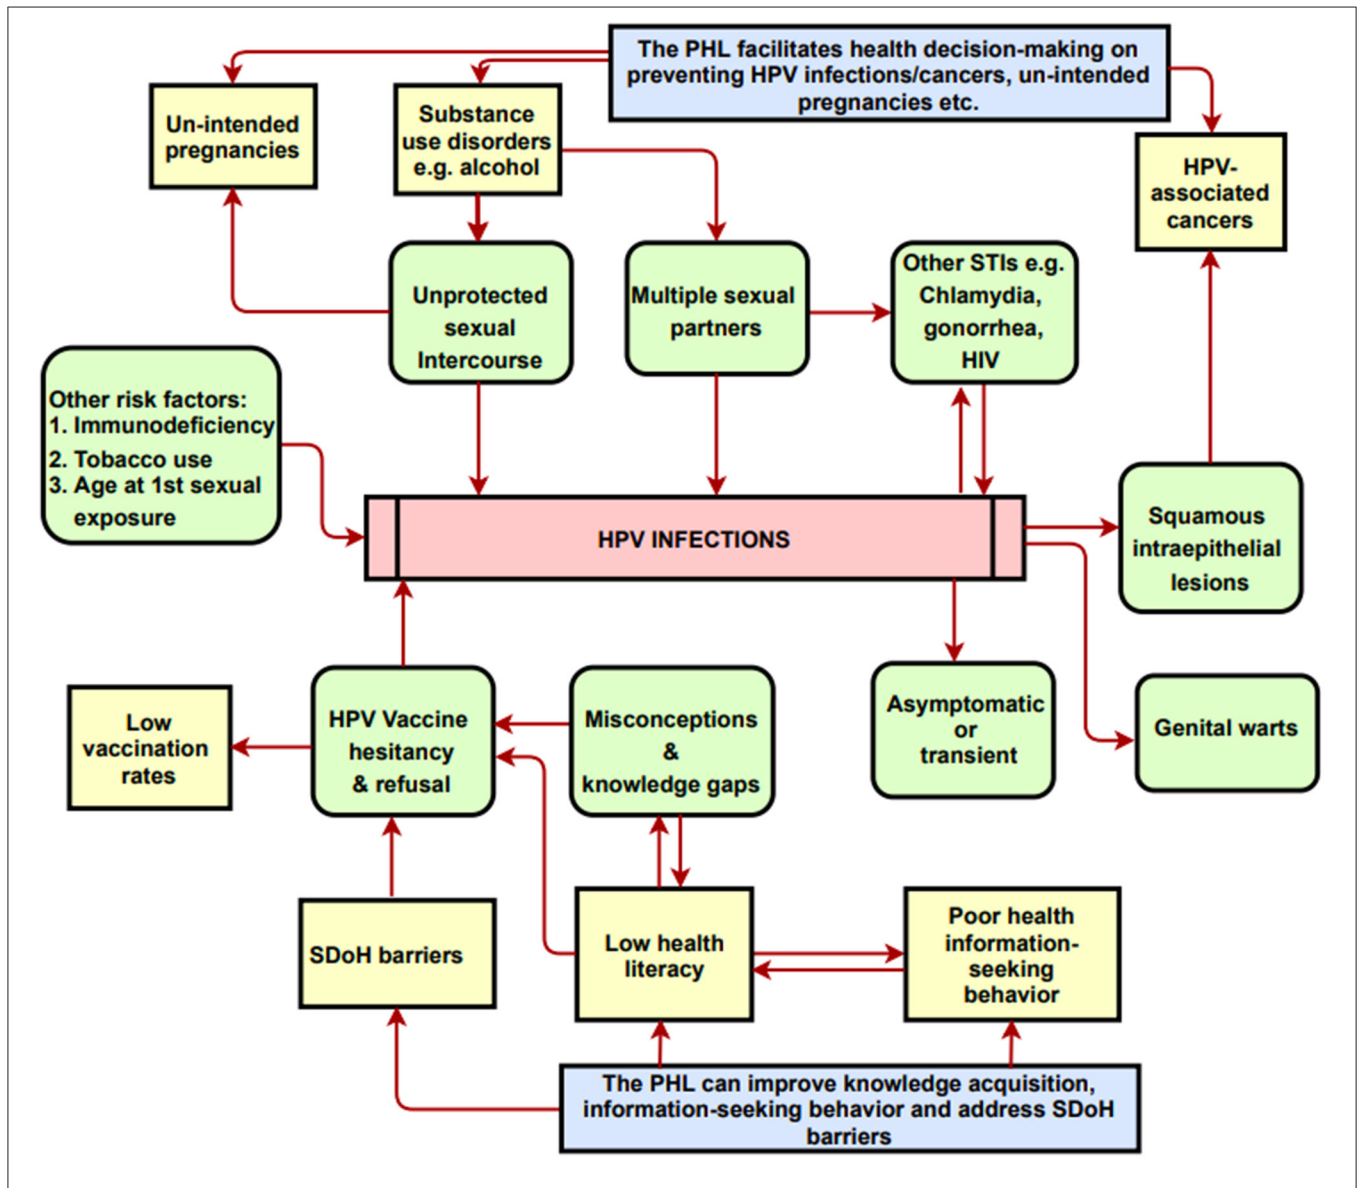 The PHL facilitates health decision-making on
preventing HPV infections/cancers, un-intended
pregnancies etc.
Un-intended
pregnancies
Substance
use disorders
e.g. alcohol
HPV-
associated
cancers
Unprotected
sexual
Intercourse
Multiple sexual
partners
Other STIs e.g.
Chlamydia,
gonorrhea,
HIV
Other risk factors:
1. Immunodeficiency
2. Tobacco use
3. Age at 1st sexual
exposure
HPV INFECTIONS
Squamous
intraepithelial
lesions
Low
vaccination
rates
HPV Vaccine
hesitancy
& refusal
Misconceptions
&
knowledge gaps
Asymptomatic
or
transient
Genital warts
SDoH barriers
Low health
literacy
Poor health
information-
seeking
behavior
The PHL can improve knowledge acquisition,
information-seeking behavior and address SDoH
barriers